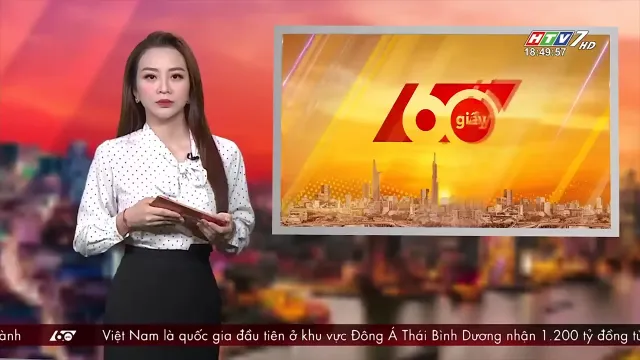 HTV7 HD
18:49:57
60 giây
ành 60 Việt Nam là quốc gia đầu tiên ở khu vực Đông Á Thái Bình Dương nhận 1.200 tỷ đồng từ